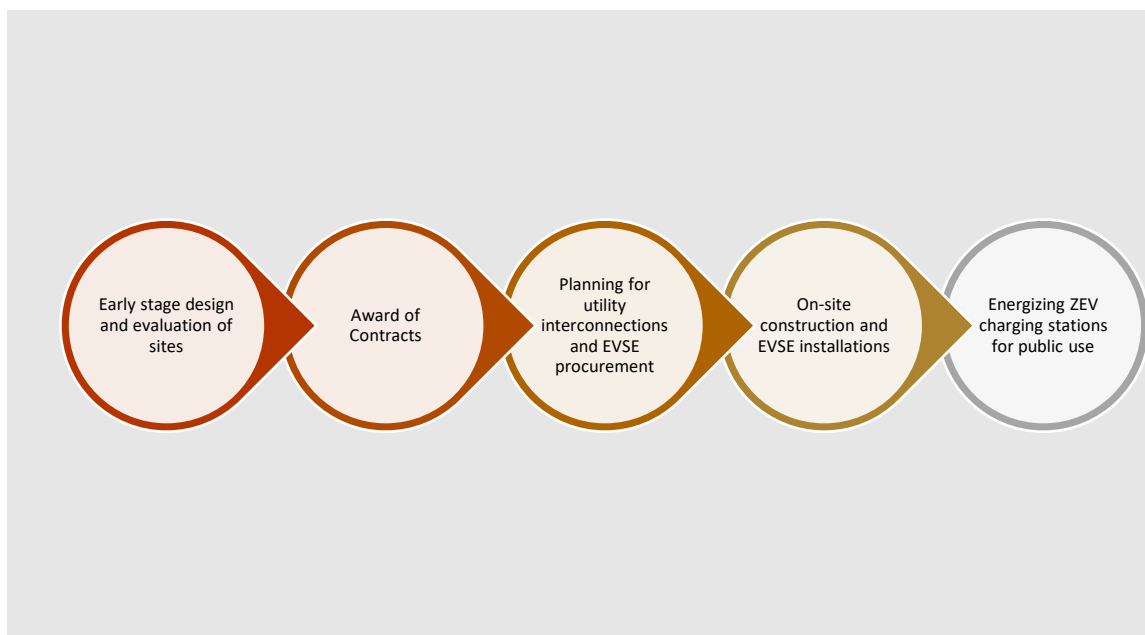 Early stage design
and evaluation of
sites
Award of
Contracts
Planning for
utility
interconnections
and EVSE
procurement
On-site
construction and
EVSE installations
Energizing ZEV
charging stations
for public use